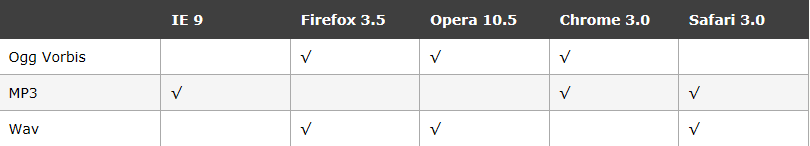 IE 9 Firefox 3.5 Opera 10.5 Chrome 3.0 Safari 3.0
Ogg Vorbis √ √ √
MP3 √ √ √
Wav √ √ √